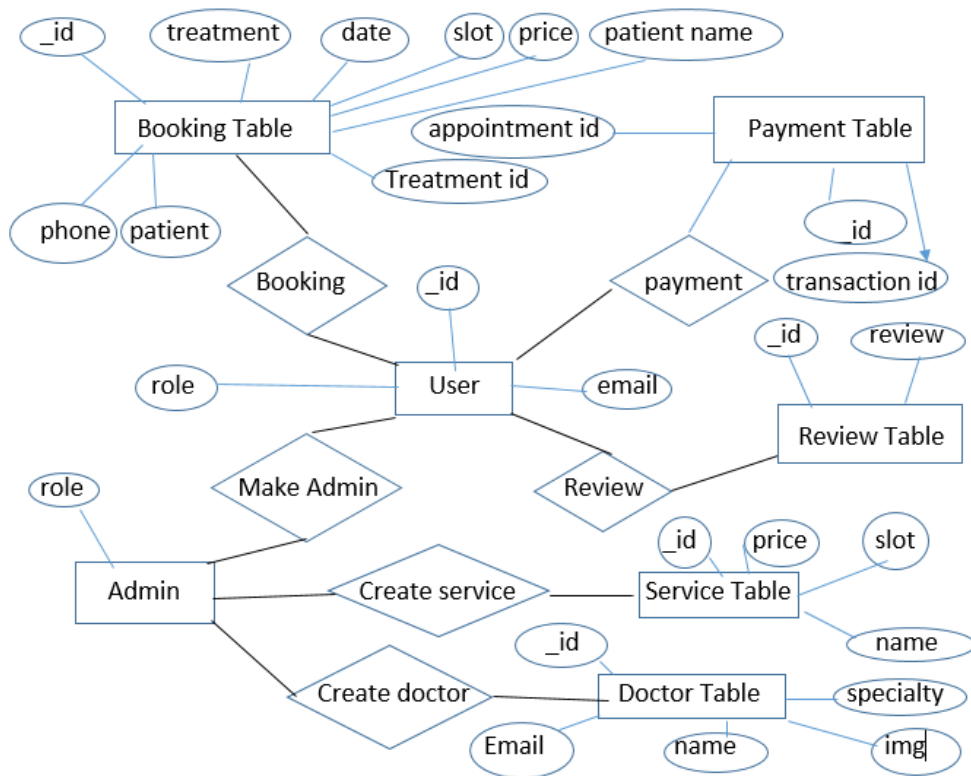 _id
treatment
date
slot
price
patient name
Booking Table
appointment id
Payment Table
Treatment id
phone
patient
_id
Booking
_id
payment
transaction id
_id
review
role
User
email
Review Table
role
Make Admin
Review
_id
price
slot
Admin
Create service
Service Table
_id
name
Create doctor
Doctor Table
specialty
Email
name
img